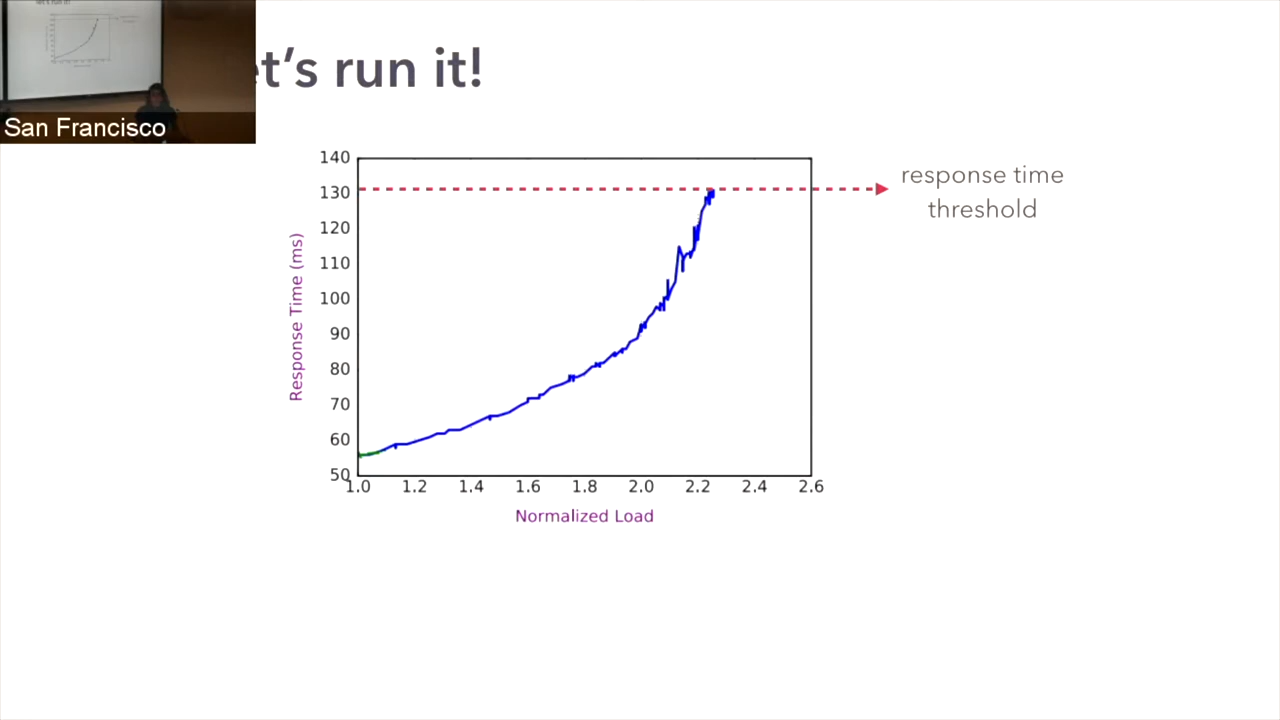 San Francisco
et's run it!
140
130
120
110
100
90
80
70
60
50
Response Time (ms)
1.0 1.2 1.4 1.6 1.8 2.0 2.2 2.4 2.6
Normalized Load
response time
threshold